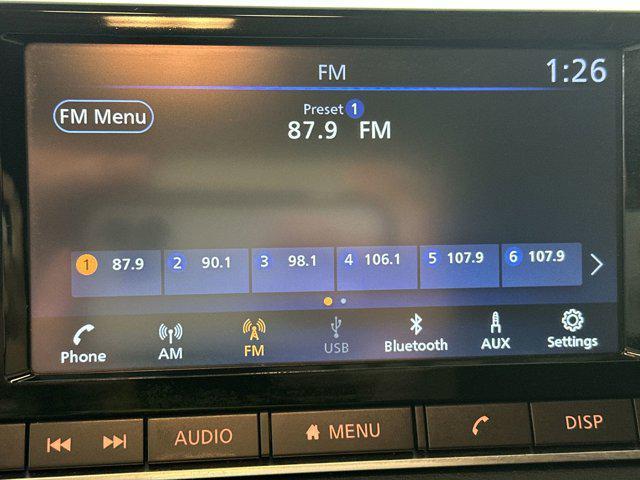 FM
1:26
FM Menu
Preset 1
87.9 FM
1 87.9 2 90.1 3 98.1 4 106.1 5 107.9 6 107.9
Phone AM FM USB Bluetooth AUX Settings
AUDIO MENU DISP